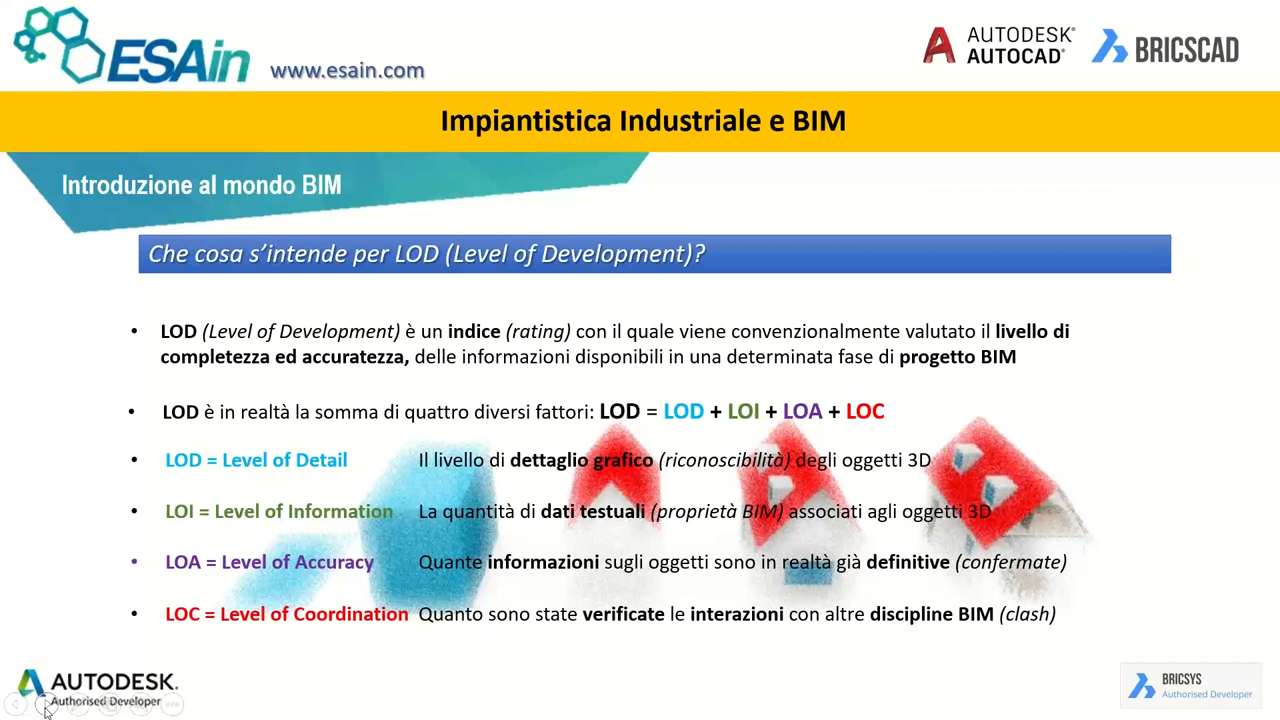 ESAin
www.esain.com
AUTODESK®
AUTOCAD®
BRICSCAD
Impiantistica Industriale e BIM
Introduzione al mondo BIM
Che cosa s’intende per LOD (Level of Development)?
• LOD (Level of Development) è un indice (rating) con il quale viene convenzionalmente valutato il livello di
completezza ed accuratezza, delle informazioni disponibili in una determinata fase di progetto BIM
• LOD è in realtà la somma di quattro diversi fattori: LOD = LOD + LOI + LOA + LOC
• LOD = Level of Detail Il livello di dettaglio grafico (riconoscibilità) degli oggetti 3D
• LOI = Level of Information La quantità di dati testuali (proprietà BIM) associati agli oggetti 3D
• LOA = Level of Accuracy Quante informazioni sugli oggetti sono in realtà già definitive (confermate)
• LOC = Level of Coordination Quanto sono state verificate le interazioni con altre discipline BIM (clash)
AUTODESK.
Authorised Developer
BRICSYS
Authorised Developer